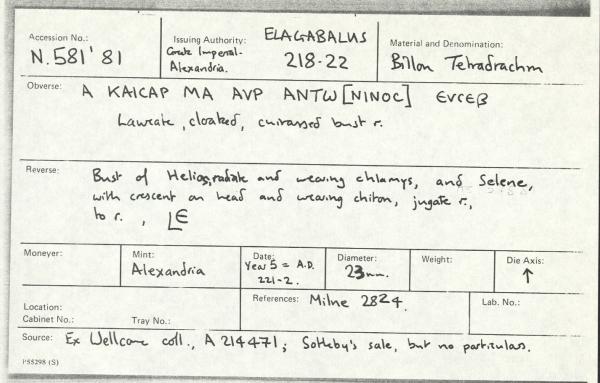 Accession No.:
N.581'81
Issuing Authority: ELAGABALUS
Greek Imperial-
Alexandria.
218-22
Material and Denomination:
Billon Tetradrachm
Obverse: A KAICAP MA AVP ANTW[NINOC] EVCEB
Laureate, cloaked, cuirassed bust r.
Reverse: Bust of Helios, radiate and wearing chlamys, and Selene,
with crescent on head and wearing chiton, jugate r.,
to r., LE
Moneyer:
Mint:
Alexandria
Date:
Year 5 = A.D.
221-2.
Diameter:
23mm.
Weight:
Die Axis:
↑
Location:
Cabinet No.:
Tray No.:
References: Milne 2824.
Lab. No.:
Source: Ex Wellcome coll., A 214471; Sotheby's sale, but no particulars.
P55298 (S)